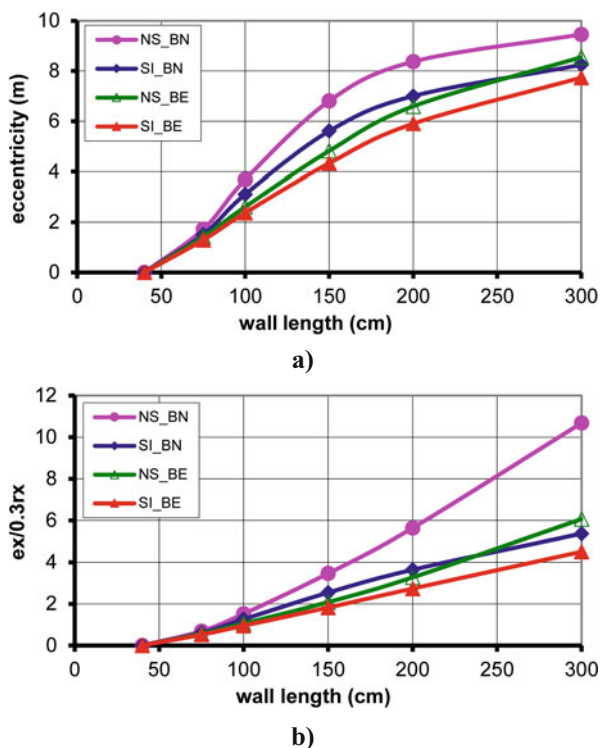 10
8
6
4
2
0
eccentricity (m)
NS_BN
SI_BN
NS_BE
SI_BE
0 50 100 150 200 250 300
wall length (cm)
a)
12
10
8
6
4
2
0
ex/0.3rx
NS_BN
SI_BN
NS_BE
SI_BE
0 50 100 150 200 250 300
wall length (cm)
b)